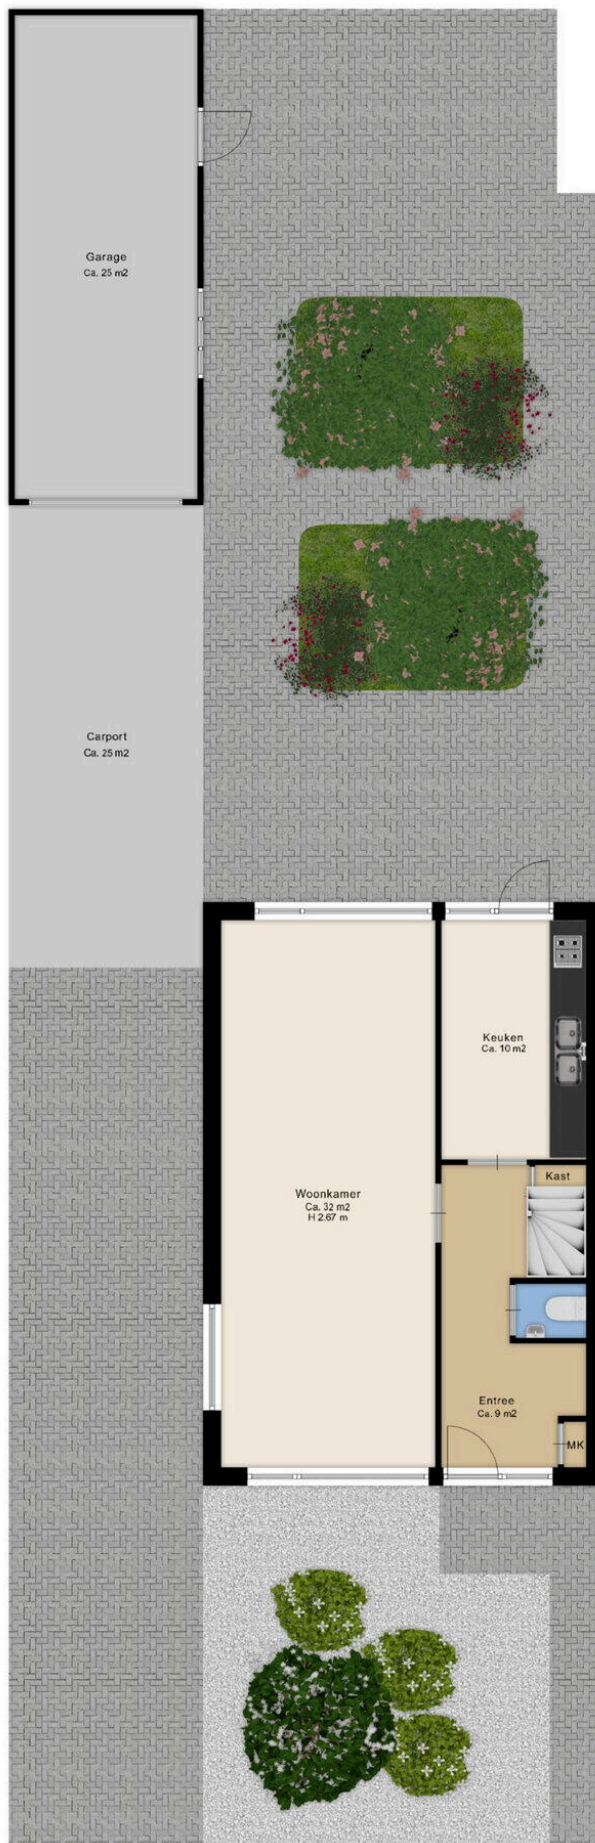 Garage
Ca. 25 m2
Carport
Ca. 25 m2
Keuken
Ca. 10 m2
Kast
Woonkamer
Ca. 32 m2
H 2.67 m
Entree
Ca. 9 m2
MK